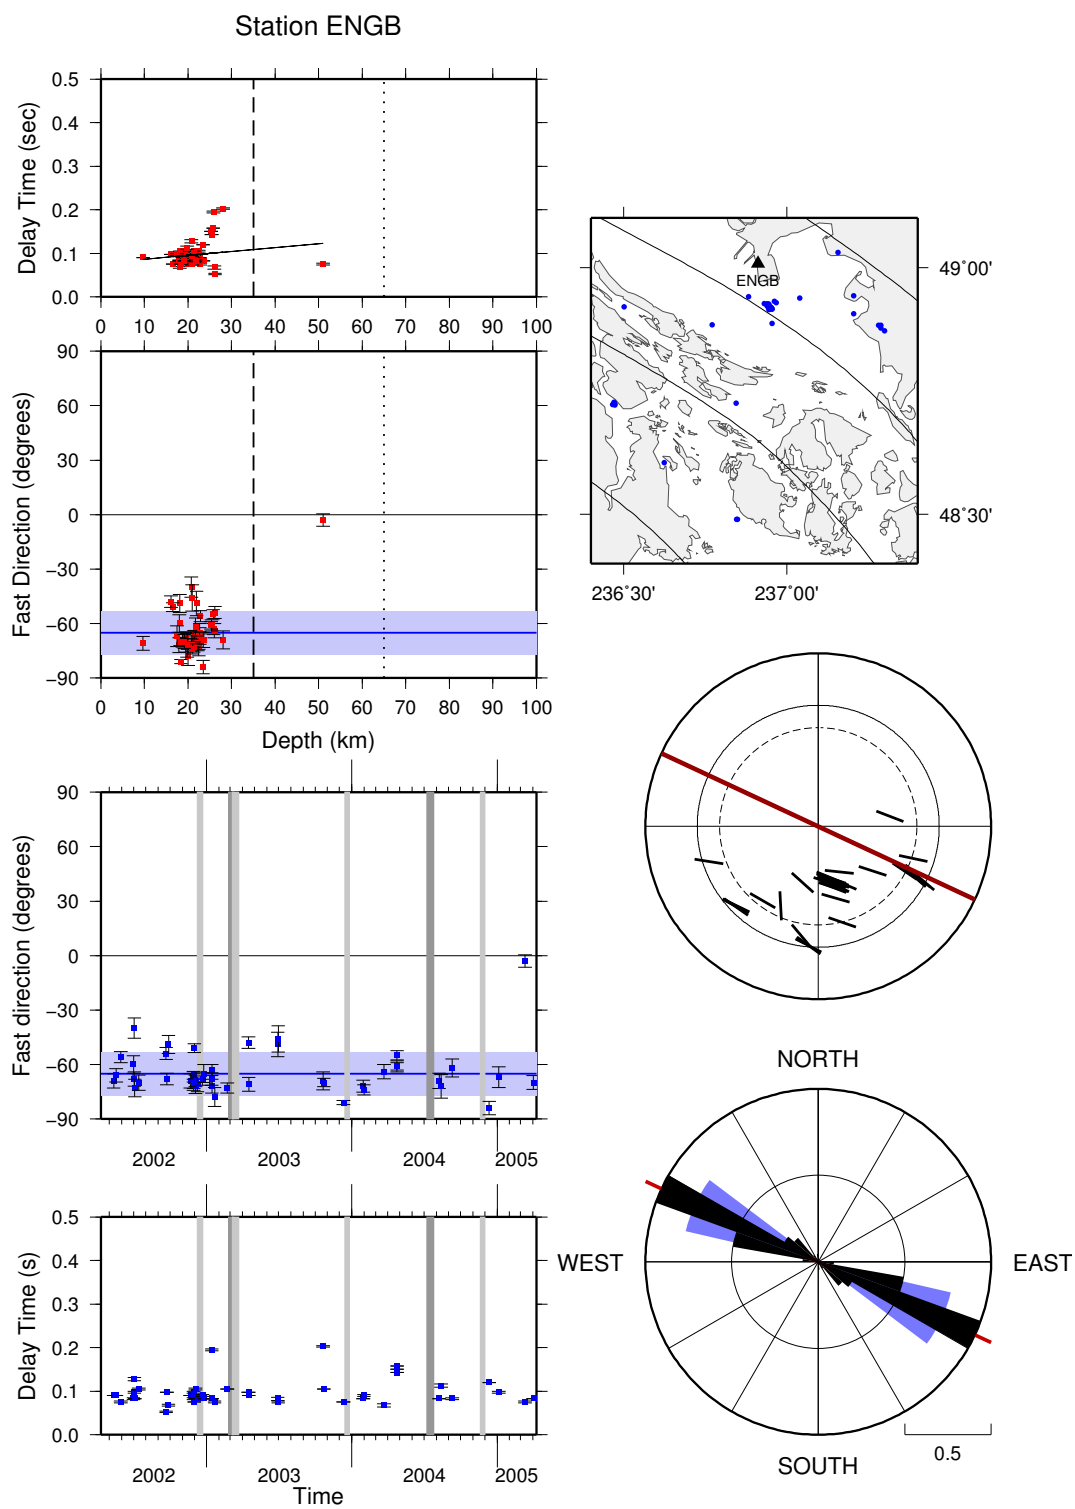 Station ENGB
0.5
0.4
0.3
0.2
0.1
0.0
Delay Time (sec)
0 10 20 30 40 50 60 70 80 90 100
90
60
30
0
−30
−60
−90
Fast Direction (degrees)
0 10 20 30 40 50 60 70 80 90 100
Depth (km)
90
60
30
0
−30
−60
−90
Fast direction (degrees)
2002 2003 2004 2005
0.5
0.4
0.3
0.2
0.1
0.0
Delay Time (s)
2002 2003 2004 2005
Time
ENGB
49˚00'
48˚30'
236˚30' 237˚00'
NORTH
WEST EAST
0.5
SOUTH